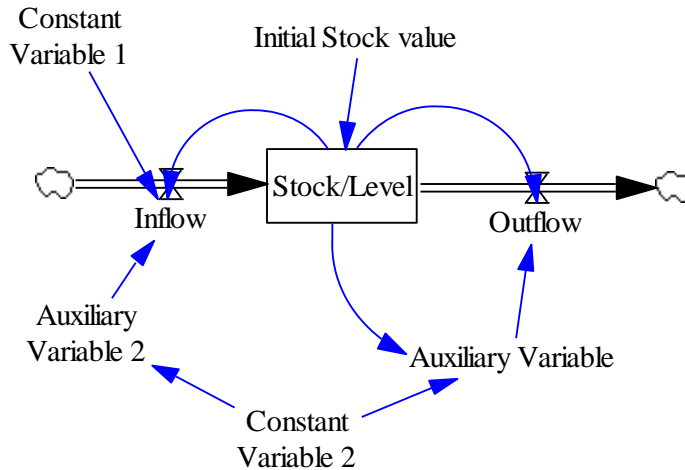 Constant
Variable 1
Initial Stock value
Stock/Level
Inflow
Outflow
Auxiliary
Variable 2
Auxiliary Variable
Constant
Variable 2